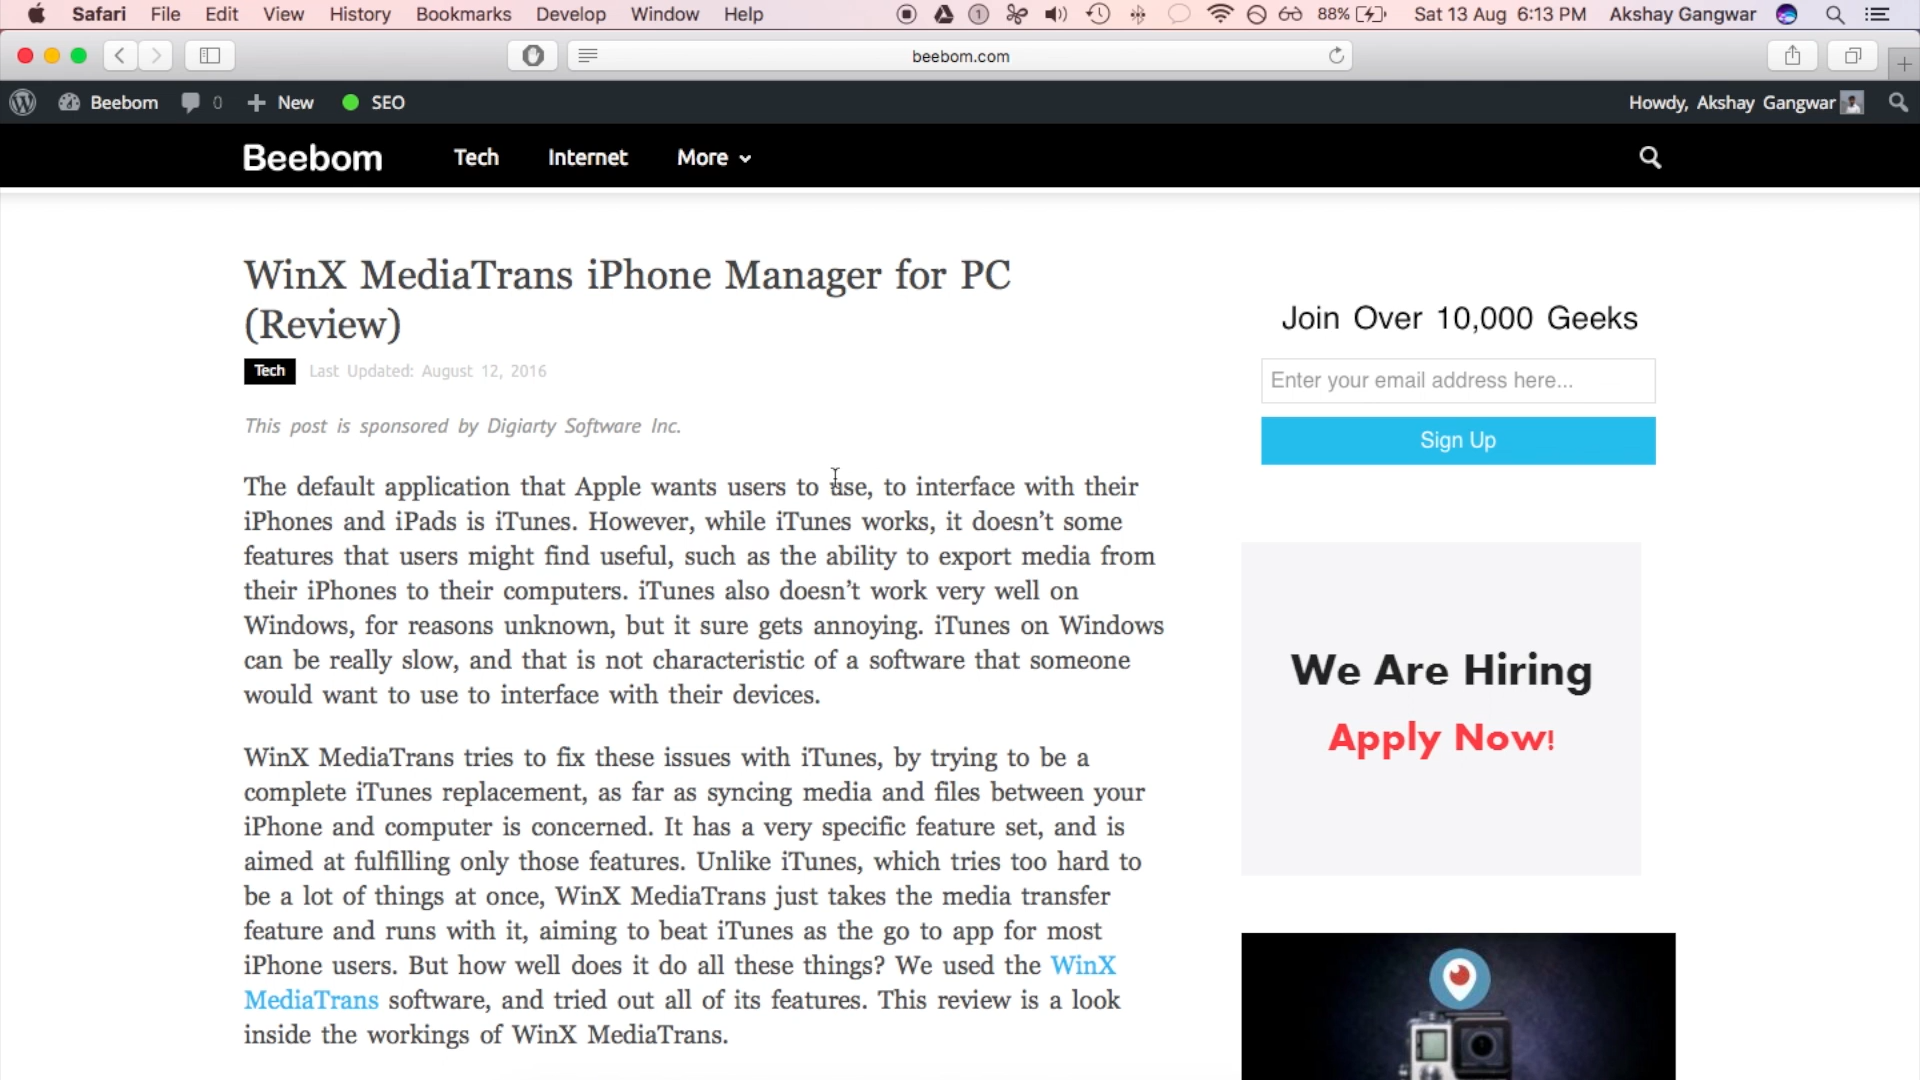 Safari File Edit View History Bookmarks Develop Window Help 1 88% Sat 13 Aug 6:13 PM Akshay Gangwar
beebom.com
Beebom 0 New SEO Howdy, Akshay Gangwar
Beebom Tech Internet More
WinX MediaTrans iPhone Manager for PC
(Review)
Tech Last Updated: August 12, 2016
This post is sponsored by Digiarty Software Inc.
The default application that Apple wants users to use, to interface with their
iPhones and iPads is iTunes. However, while iTunes works, it doesn’t some
features that users might find useful, such as the ability to export media from
their iPhones to their computers. iTunes also doesn’t work very well on
Windows, for reasons unknown, but it sure gets annoying. iTunes on Windows
can be really slow, and that is not characteristic of a software that someone
would want to use to interface with their devices.
WinX MediaTrans tries to fix these issues with iTunes, by trying to be a
complete iTunes replacement, as far as syncing media and files between your
iPhone and computer is concerned. It has a very specific feature set, and is
aimed at fulfilling only those features. Unlike iTunes, which tries too hard to
be a lot of things at once, WinX MediaTrans just takes the media transfer
feature and runs with it, aiming to beat iTunes as the go to app for most
iPhone users. But how well does it do all these things? We used the WinX
MediaTrans software, and tried out all of its features. This review is a look
inside the workings of WinX MediaTrans.
Join Over 10,000 Geeks
Enter your email address here...
Sign Up
We Are Hiring
Apply Now!